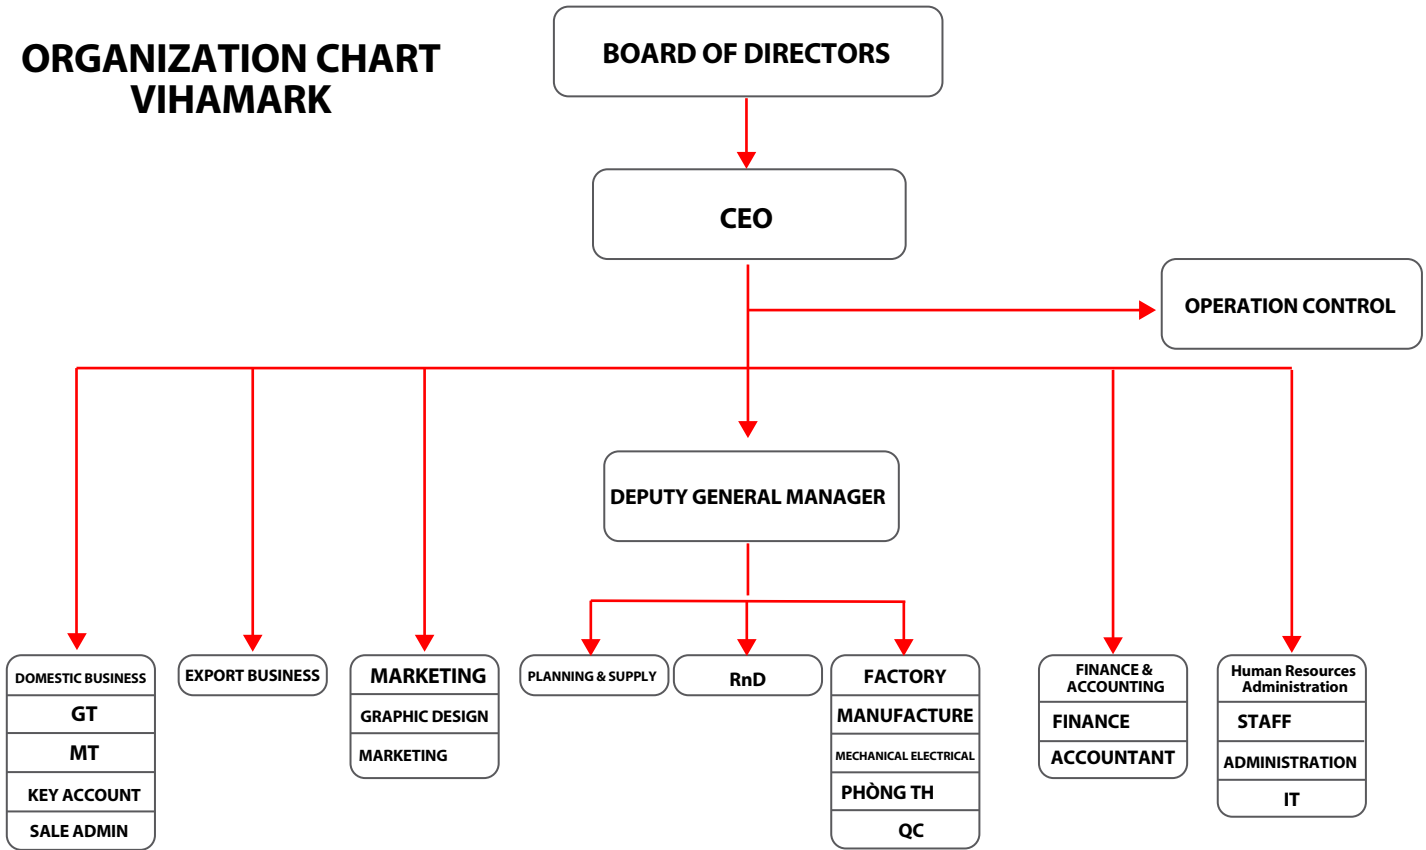 ORGANIZATION CHART
VIHAMARK
BOARD OF DIRECTORS
CEO
OPERATION CONTROL
DEPUTY GENERAL MANAGER
DOMESTIC BUSINESS
GT
MT
KEY ACCOUNT
SALE ADMIN
EXPORT BUSINESS
MARKETING
GRAPHIC DESIGN
MARKETING
PLANNING & SUPPLY
RnD
FACTORY
MANUFACTURE
MECHANICAL ELECTRICAL
PHÒNG TH
QC
FINANCE &
ACCOUNTING
FINANCE
ACCOUNTANT
Human Resources
Administration
STAFF
ADMINISTRATION
IT